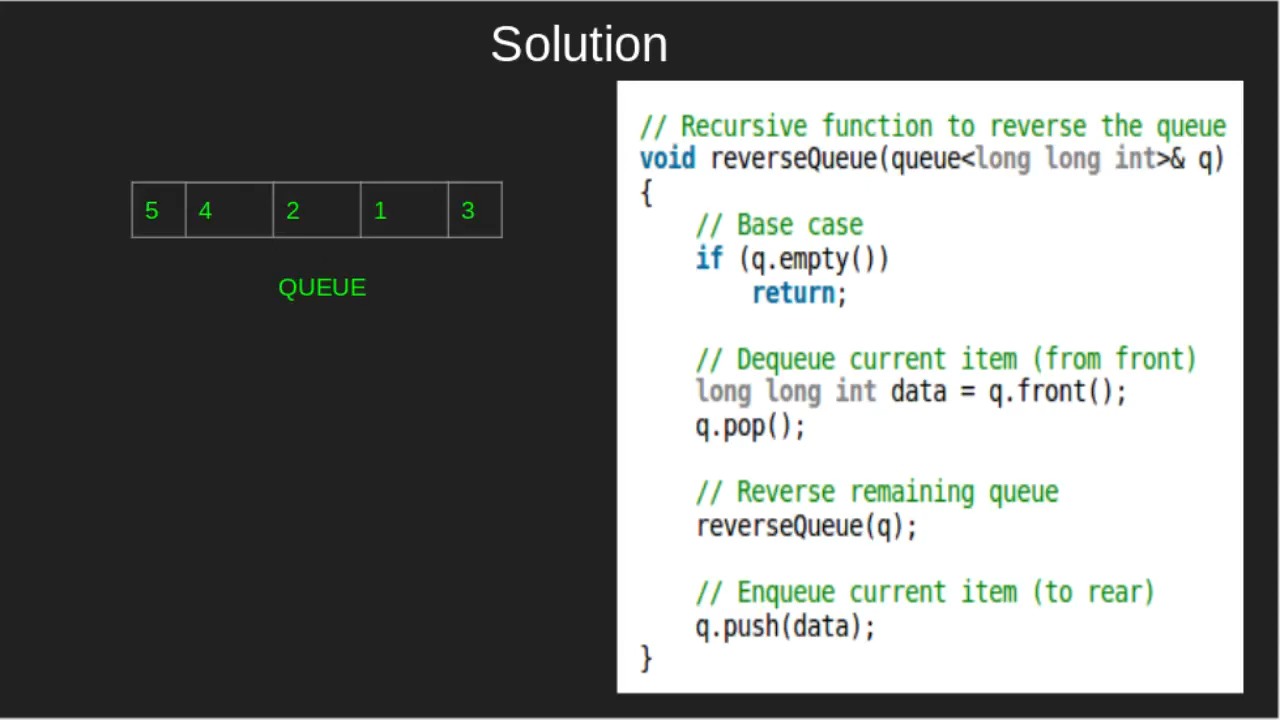 Solution
5 4 2 1 3
QUEUE
// Recursive function to reverse the queue
void reverseQueue(queue<long long int>& q)
{
    // Base case
    if (q.empty())
        return;

    // Dequeue current item (from front)
    long long int data = q.front();
    q.pop();

    // Reverse remaining queue
    reverseQueue(q);

    // Enqueue current item (to rear)
    q.push(data);
}